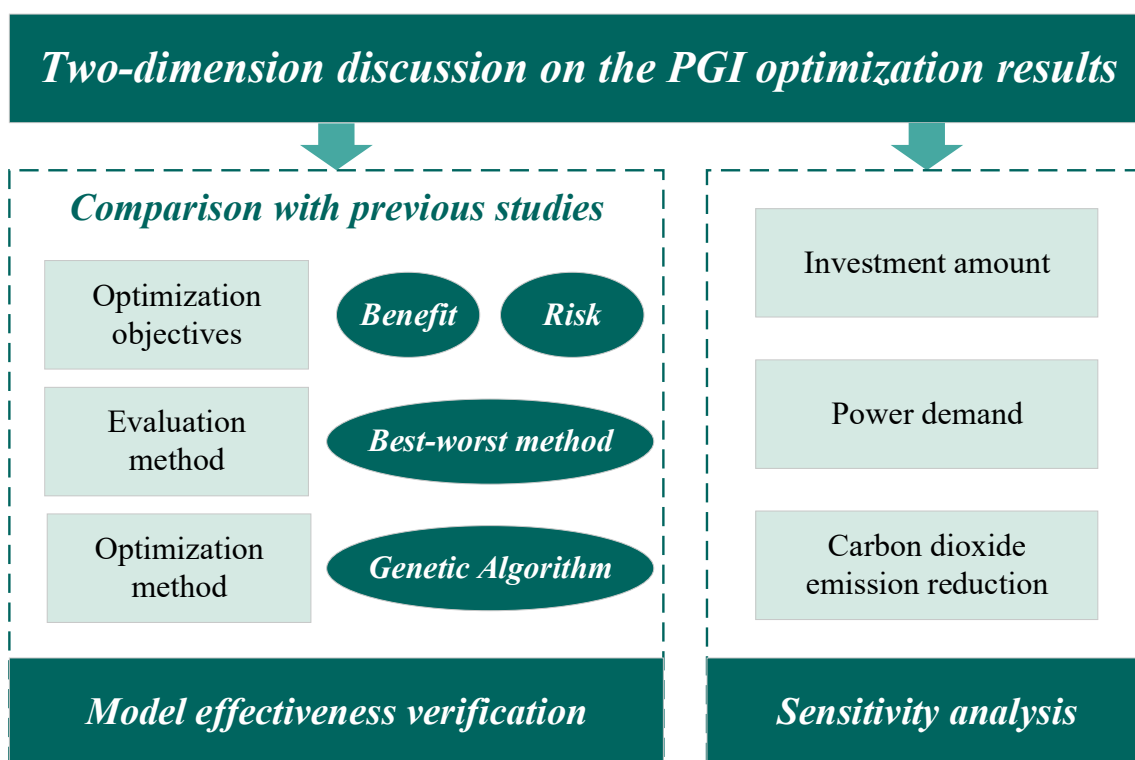 Two-dimension discussion on the PGI optimization results
Comparison with previous studies
Optimization
objectives
Benefit
Risk
Evaluation
method
Best-worst method
Optimization
method
Genetic Algorithm
Model effectiveness verification
Investment amount
Power demand
Carbon dioxide
emission reduction
Sensitivity analysis